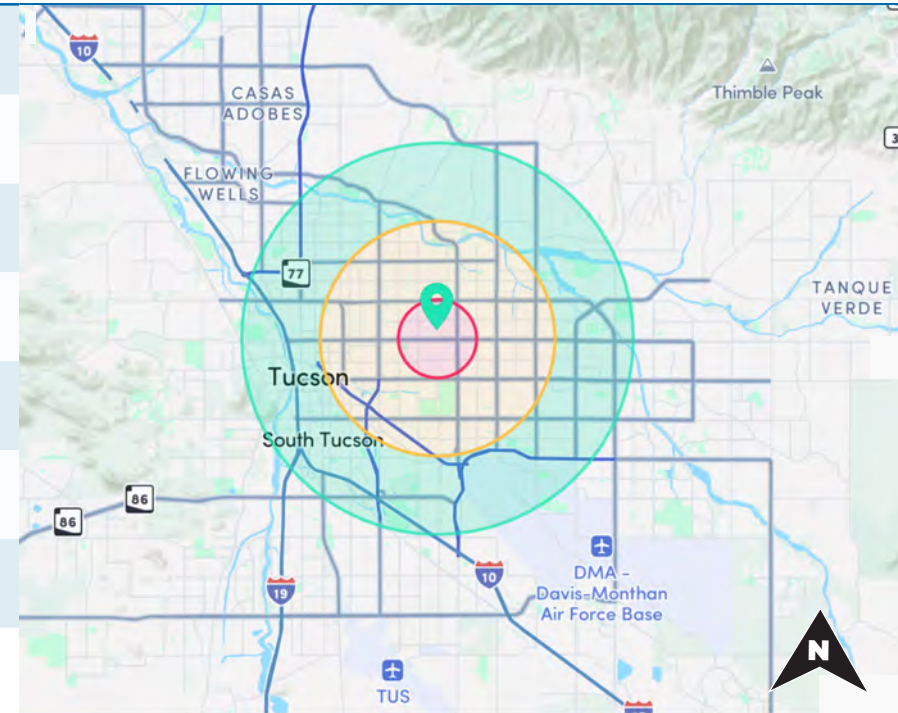 10
CASAS
ADOBES
Thimble Peak
3
FLOWING
WELLS
77
TANQUE
VERDE
Tucson
South Tucson
86
86
10
19
DMA -
Davis-Monthan
Air Force Base
TUS
N